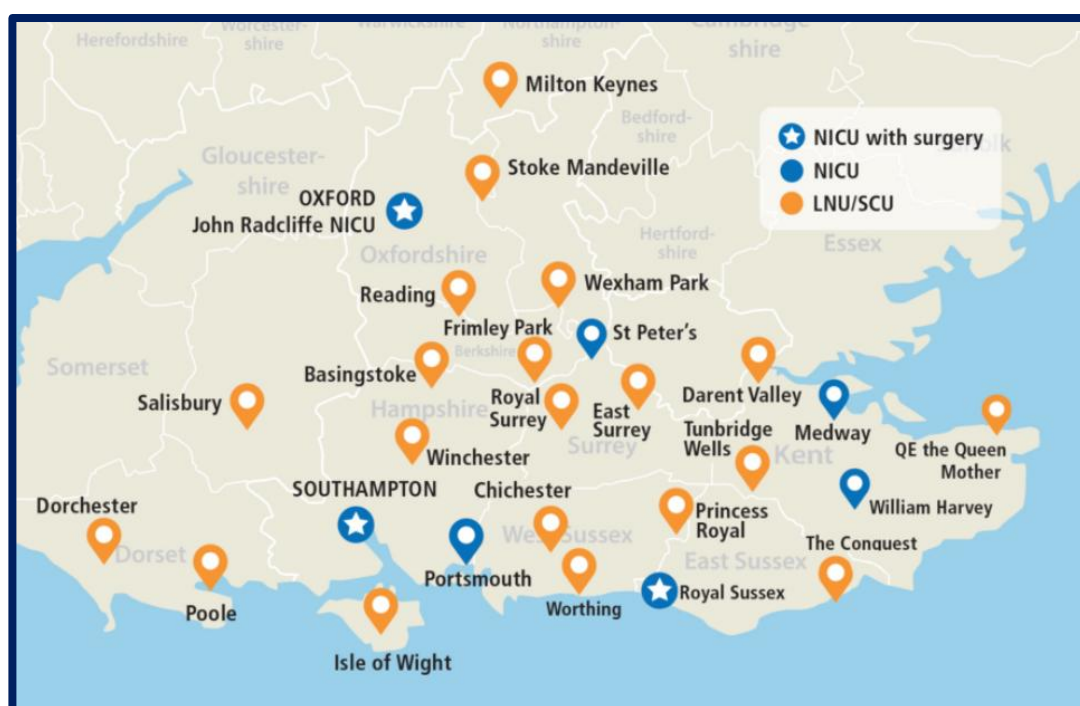 Herefordshire
Worcester-
shire
Warwickshire
Northampton-
shire
Cambridge
shire
Milton Keynes
Bedford-
shire
NICU with surgery
NICU
LNU/SCU
Gloucester-
shire
Stoke Mandeville
OXFORD
John Radcliffe NICU
Oxfordshire
Hertford-
shire
Essex
Reading
Wexham Park
Frimley Park
St Peter's
Berkshire
Somerset
Basingstoke
Salisbury
Hampshire
Royal
Surrey
East
Surrey
Surrey
Darent Valley
Tunbridge
Wells
Medway
Kent
QE the Queen
Mother
Winchester
SOUTHAMPTON
Chichester
William Harvey
Dorchester
Dorset
Princess
Royal
West Sussex
East Sussex
The Conquest
Portsmouth
Poole
Worthing
Royal Sussex
Isle of Wight